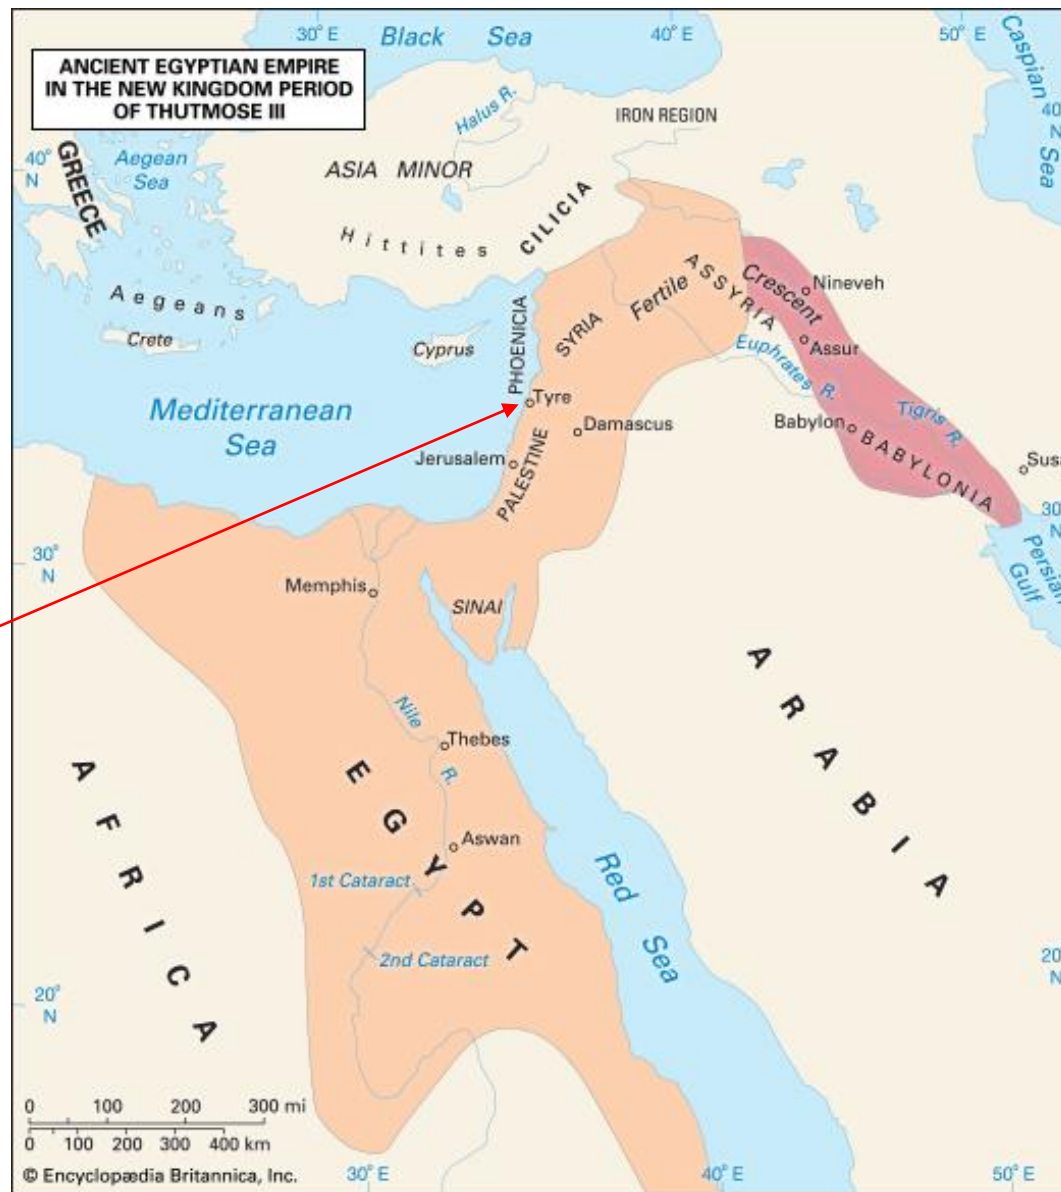 30° E
Black Sea
40° E
50° E
Caspian Sea
ANCIENT EGYPTIAN EMPIRE
IN THE NEW KINGDOM PERIOD
OF THUTMOSE III
Halus R.
IRON REGION
40°
N
40°
N
GREECE
Aegean
Sea
ASIA MINOR
Hittites
CILICIA
Aegeans
Crete
Cyprus
PHOENICIA
SYRIA
Fertile
Crescent
ASSYRIA
Nineveh
Assur
Euphrates R.
Tigris R.
Mediterranean
Sea
Tyre
Damascus
Babylon
BABYLONIA
Susa
Jerusalem
PALESTINE
30°
N
30°
N
Persian
Gulf
Memphis
SINAI
ARABIA
Nile
R.
Thebes
EGYPT
AFRICA
Aswan
1st Cataract
2nd Cataract
Red Sea
20°
N
20°
N
0 100 200 300 mi
0 100 200 300 400 km
© Encyclopædia Britannica, Inc.
30° E
40° E
50° E